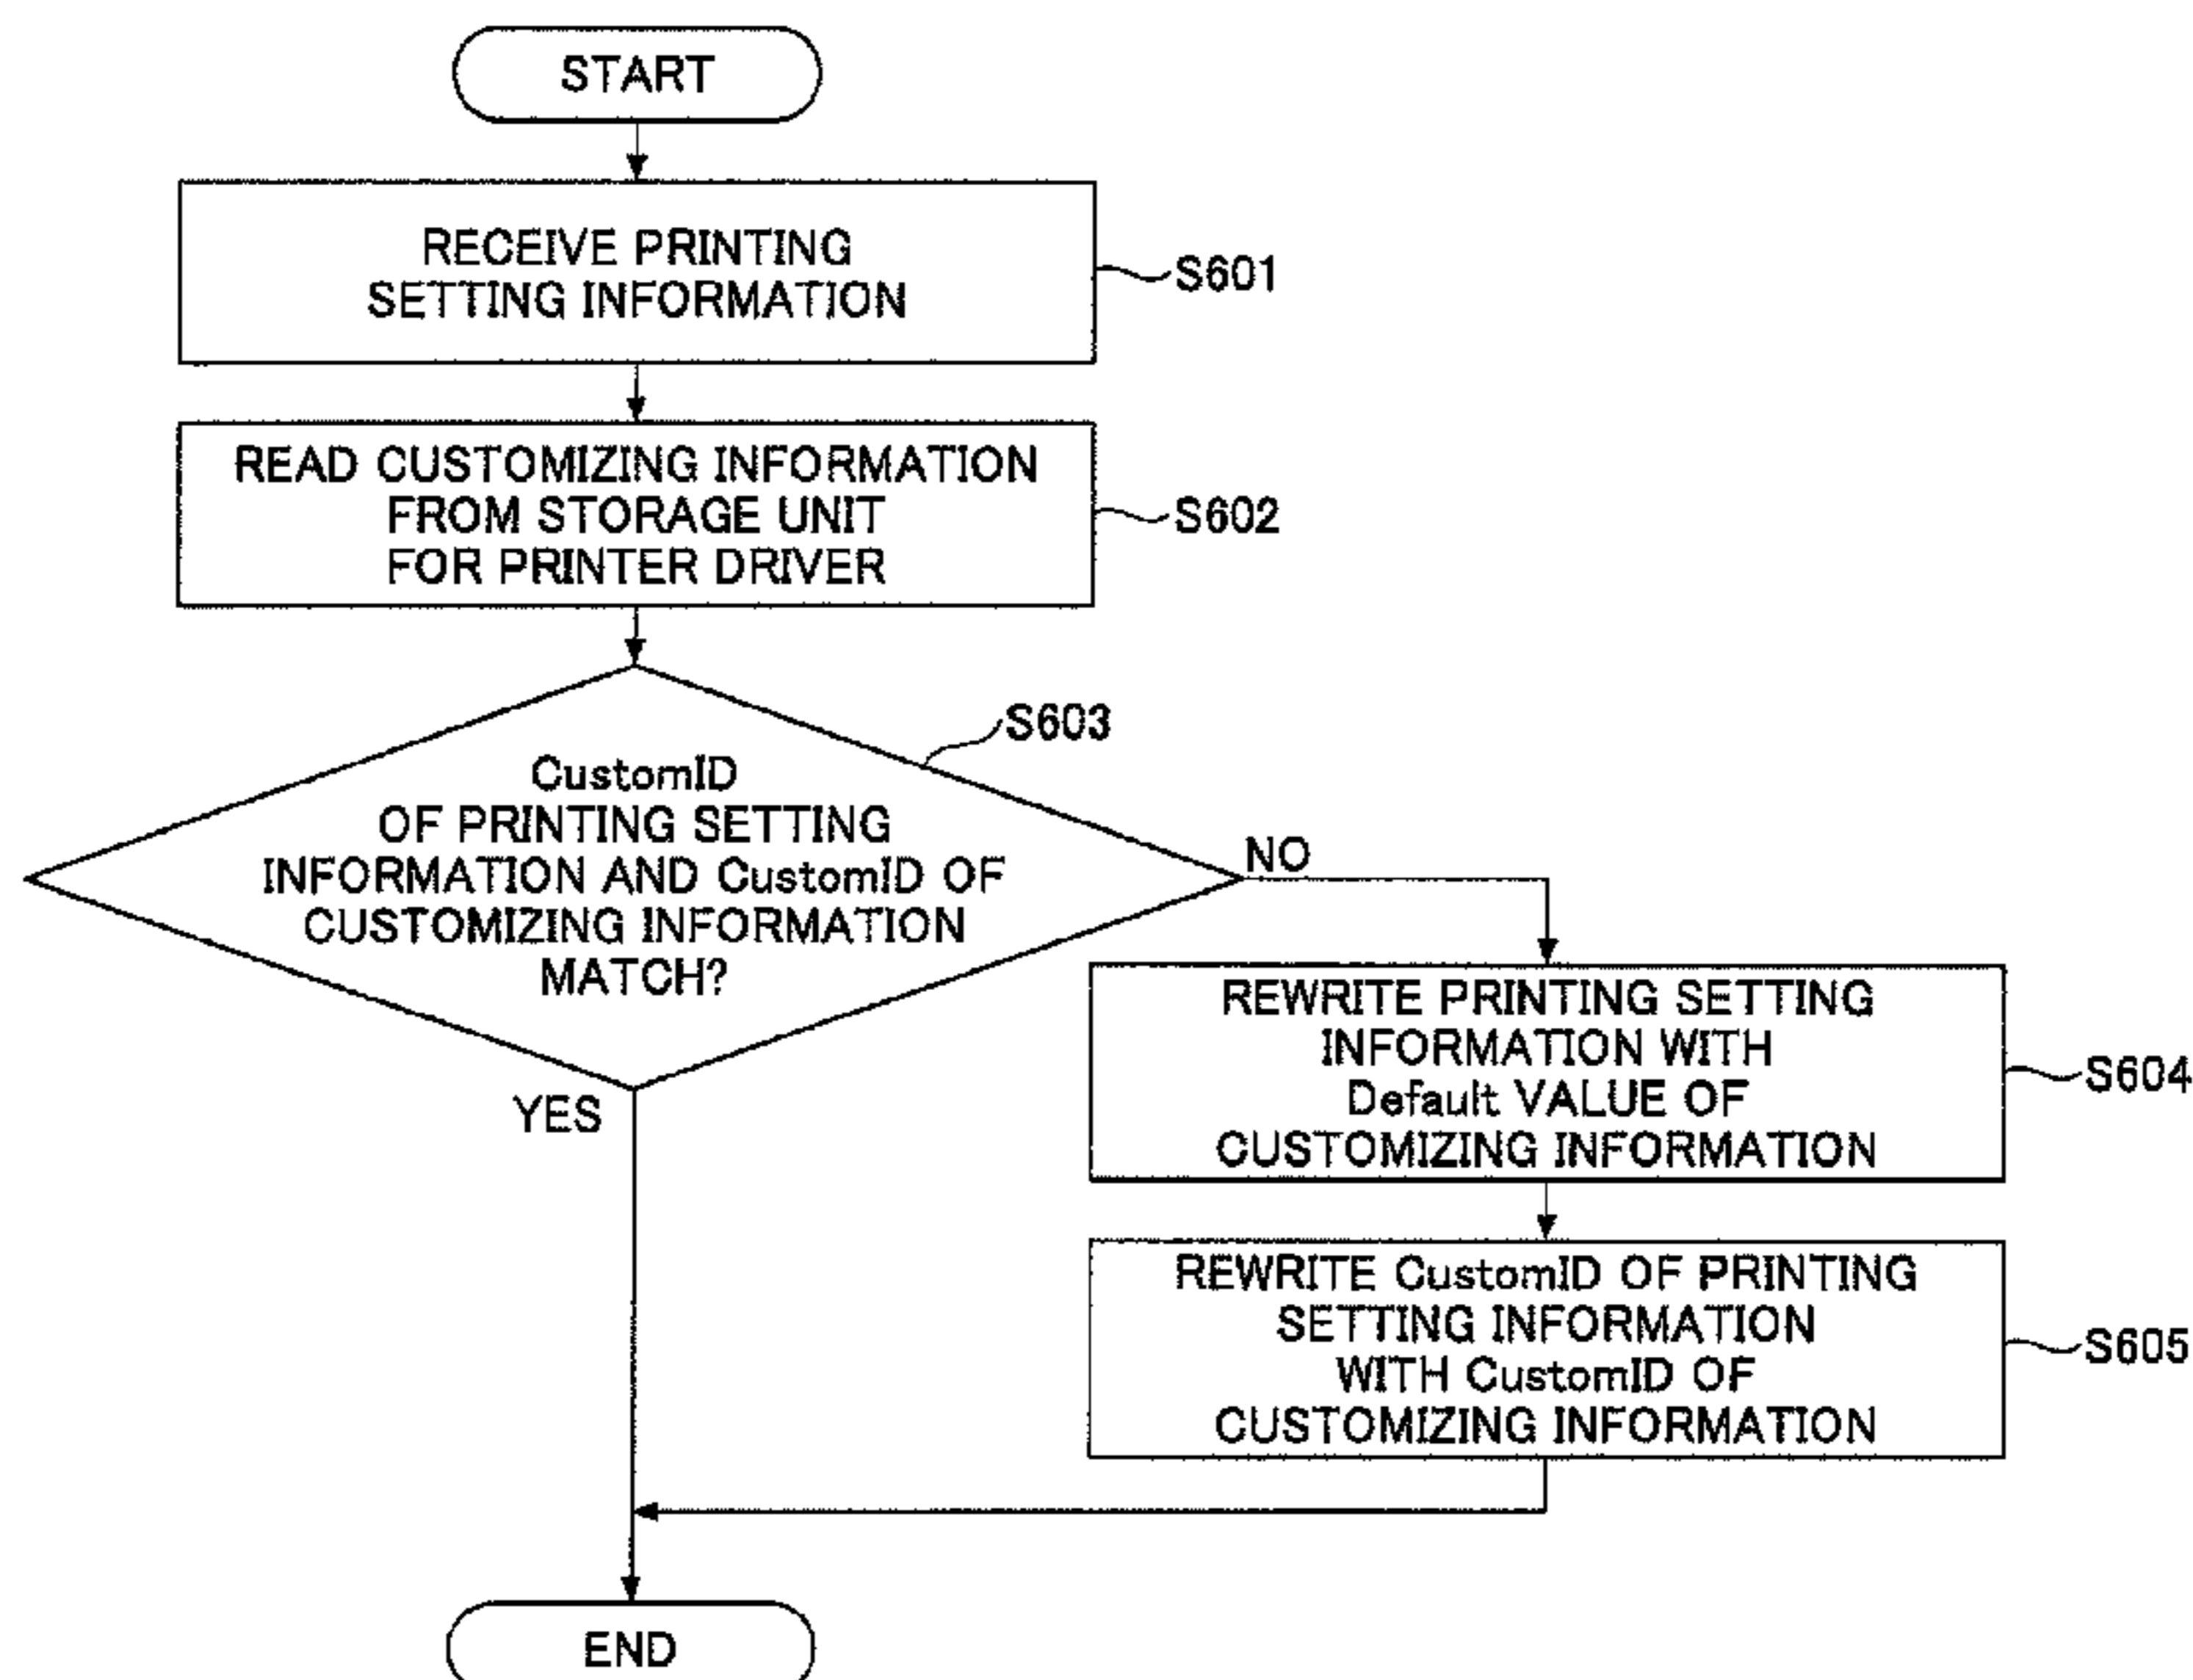 START
RECEIVE PRINTING
SETTING INFORMATION
S601
READ CUSTOMIZING INFORMATION
FROM STORAGE UNIT
FOR PRINTER DRIVER
S602
S603
CustomID
OF PRINTING SETTING
INFORMATION AND CustomID OF
CUSTOMIZING INFORMATION
MATCH?
NO
YES
REWRITE PRINTING SETTING
INFORMATION WITH
Default VALUE OF
CUSTOMIZING INFORMATION
S604
REWRITE CustomID OF PRINTING
SETTING INFORMATION
WITH CustomID OF
CUSTOMIZING INFORMATION
S605
END